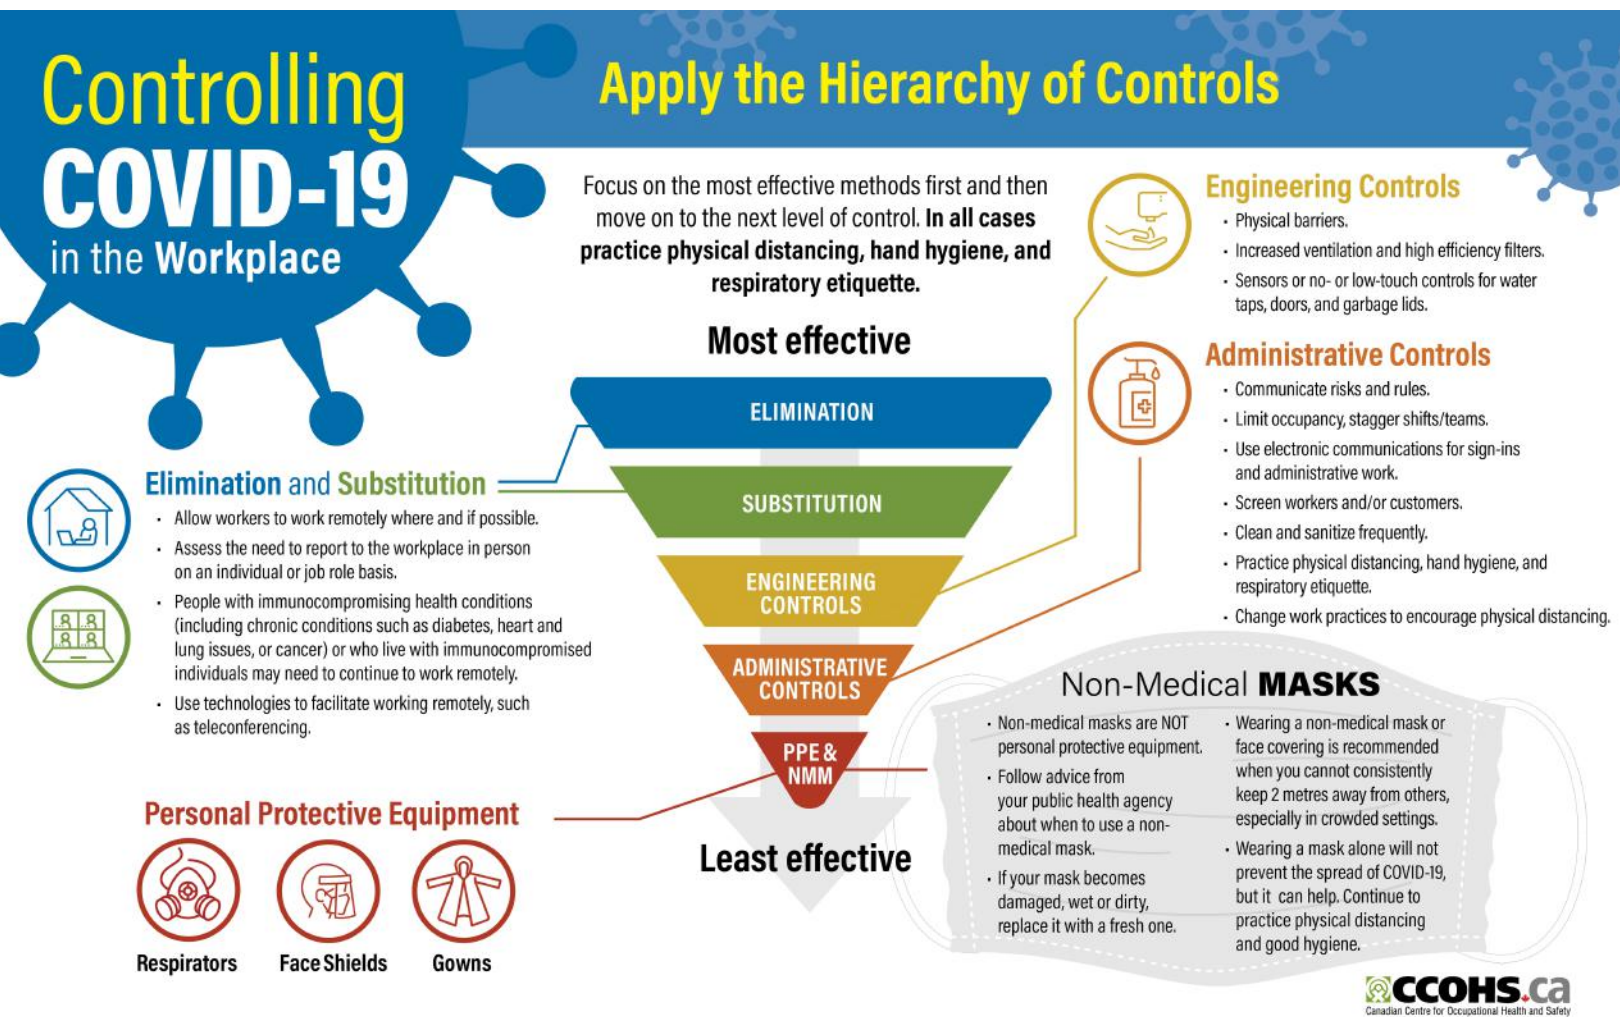 Controlling
COVID-19
in the Workplace
Apply the Hierarchy of Controls
Focus on the most effective methods first and then
move on to the next level of control. In all cases
practice physical distancing, hand hygiene, and
respiratory etiquette.
Most effective
ELIMINATION
SUBSTITUTION
ENGINEERING
CONTROLS
ADMINISTRATIVE
CONTROLS
PPE &
NMM
Least effective
Elimination and Substitution
· Allow workers to work remotely where and if possible.
· Assess the need to report to the workplace in person
on an individual or job role basis.
· People with immunocompromising health conditions
(including chronic conditions such as diabetes, heart and
lung issues, or cancer) or who live with immunocompromised
individuals may need to continue to work remotely.
· Use technologies to facilitate working remotely, such
as teleconferencing.
Personal Protective Equipment
Respirators
Face Shields
Gowns
Engineering Controls
· Physical barriers.
· Increased ventilation and high efficiency filters.
· Sensors or no- or low-touch controls for water
taps, doors, and garbage lids.
Administrative Controls
· Communicate risks and rules.
· Limit occupancy, stagger shifts/teams.
· Use electronic communications for sign-ins
and administrative work.
· Screen workers and/or customers.
· Clean and sanitize frequently.
· Practice physical distancing, hand hygiene, and
respiratory etiquette.
· Change work practices to encourage physical distancing.
Non-Medical MASKS
· Non-medical masks are NOT
personal protective equipment.
· Follow advice from
your public health agency
about when to use a non-
medical mask.
· If your mask becomes
damaged, wet or dirty,
replace it with a fresh one.
· Wearing a non-medical mask or
face covering is recommended
when you cannot consistently
keep 2 metres away from others,
especially in crowded settings.
· Wearing a mask alone will not
prevent the spread of COVID-19,
but it can help. Continue to
practice physical distancing
and good hygiene.
CCOHS.ca
Canadian Centre for Occupational Health and Safety